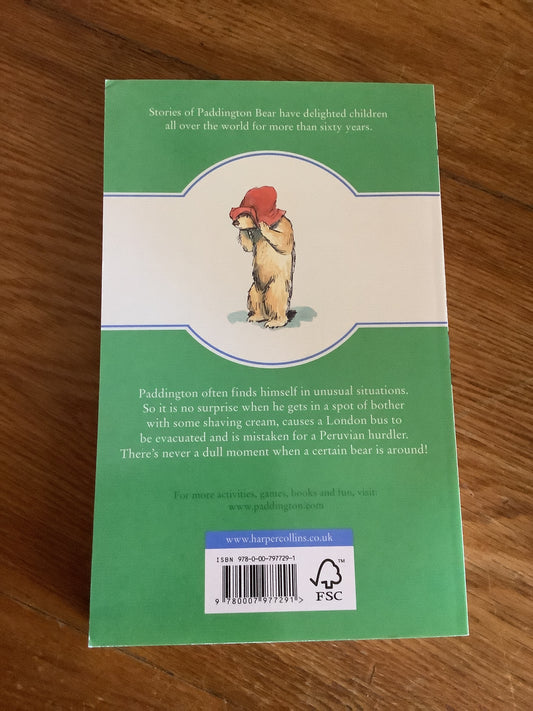 Stories of Paddington Bear have delighted children
all over the world for more than sixty years.
Paddington often finds himself in unusual situations.
So it is no surprise when he gets in a spot of bother
with some shaving cream, causes a London bus to
be evacuated and is mistaken for a Peruvian hurdler.
There's never a dull moment when a certain bear is around!
For more activities, games, books and fun, visit:
www.paddington.com
www.harpercollins.co.uk
ISBN 978-0-00-797729-1
9 780007 977291 >
FSC
TM